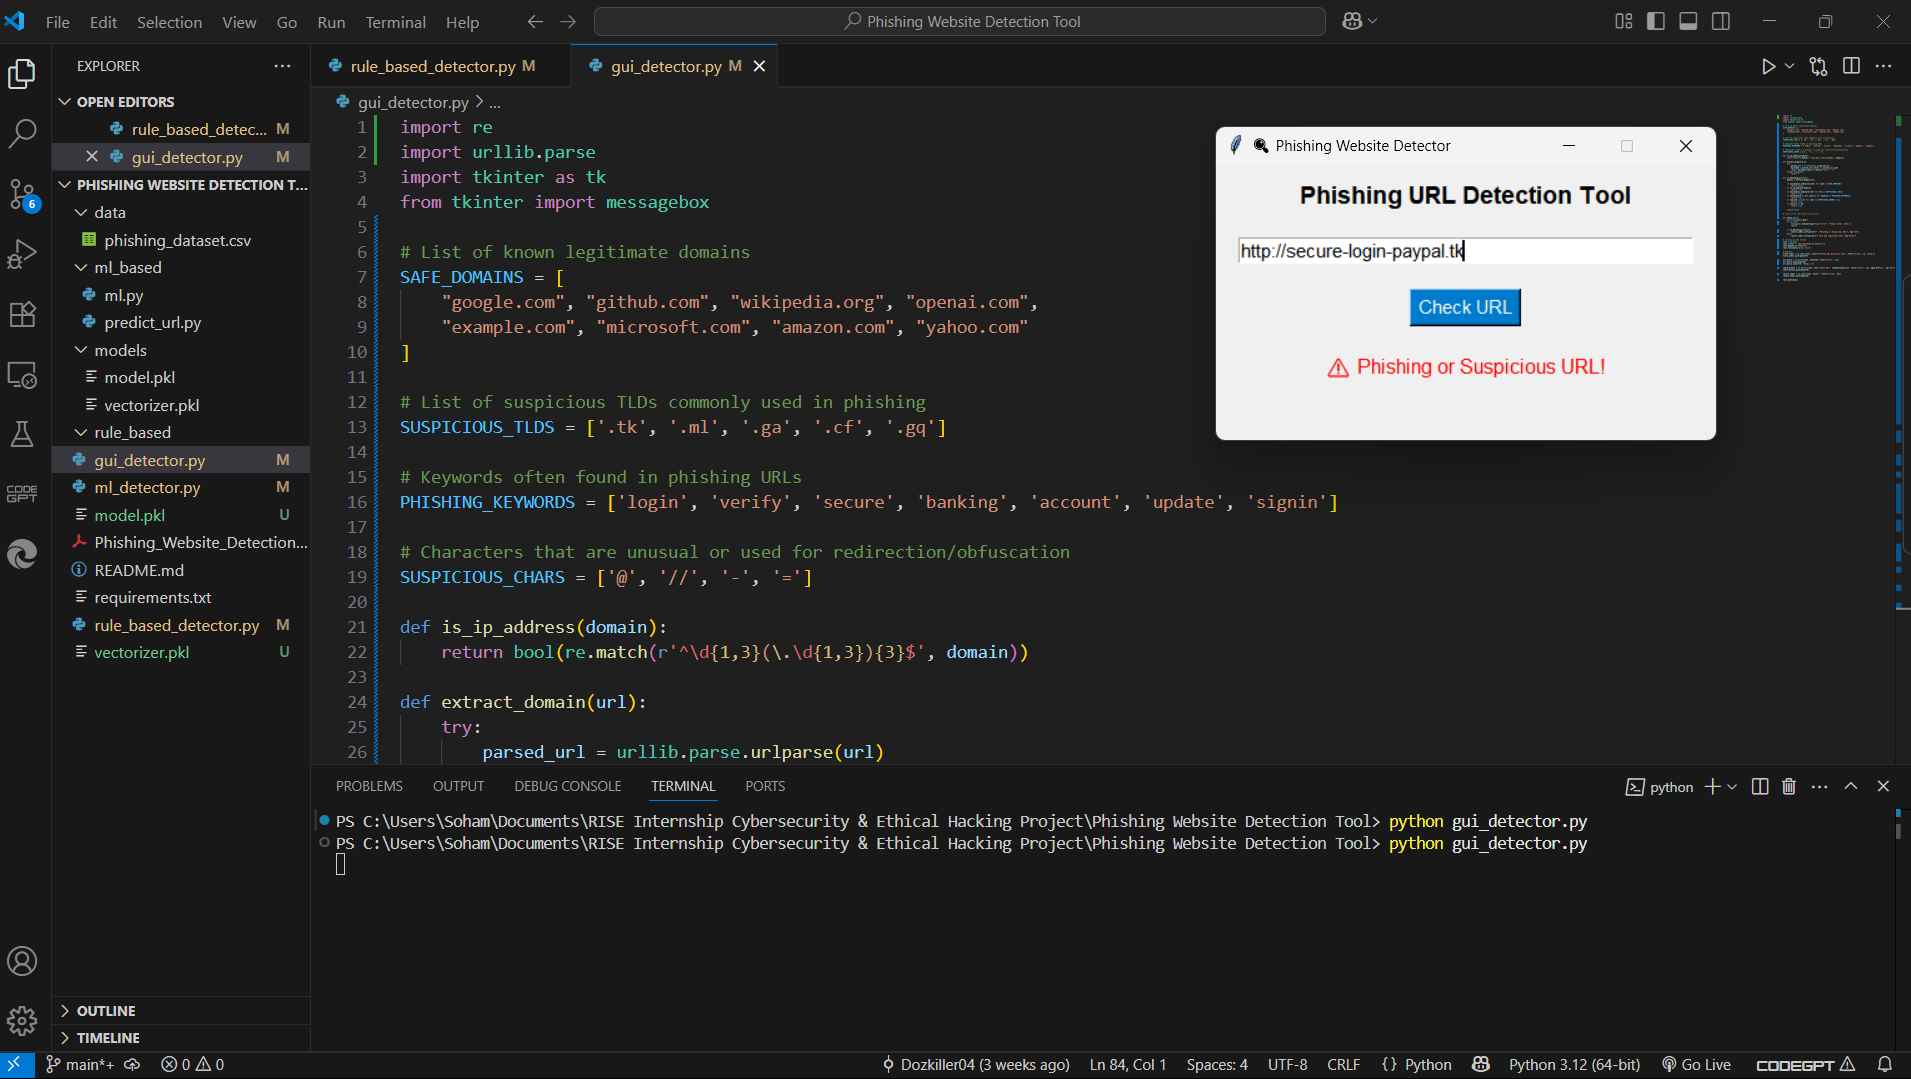 File Edit Selection View Go Run Terminal Help
Phishing Website Detection Tool
EXPLORER
OPEN EDITORS
rule_based_detec... M
gui_detector.py M
PHISHING WEBSITE DETECTION T...
data
phishing_dataset.csv
ml_based
ml.py
predict_url.py
models
model.pkl
vectorizer.pkl
rule_based
gui_detector.py M
ml_detector.py M
model.pkl U
Phishing_Website_Detection...
README.md
requirements.txt
rule_based_detector.py M
vectorizer.pkl U
OUTLINE
TIMELINE
6
CODE
GPT
rule_based_detector.py M
gui_detector.py M
gui_detector.py > ...
1 import re
2 import urllib.parse
3 import tkinter as tk
4 from tkinter import messagebox
5
6 # List of known legitimate domains
7 SAFE_DOMAINS = [
8 "google.com", "github.com", "wikipedia.org", "openai.com",
9 "example.com", "microsoft.com", "amazon.com", "yahoo.com"
10 ]
11
12 # List of suspicious TLDs commonly used in phishing
13 SUSPICIOUS_TLDS = ['.tk', '.ml', '.ga', '.cf', '.gq']
14
15 # Keywords often found in phishing URLs
16 PHISHING_KEYWORDS = ['login', 'verify', 'secure', 'banking', 'account', 'update', 'signin']
17
18 # Characters that are unusual or used for redirection/obfuscation
19 SUSPICIOUS_CHARS = ['@', '//', '-', '=']
20
21 def is_ip_address(domain):
22 return bool(re.match(r'^\d{1,3}(\.\d{1,3}){3}$', domain))
23
24 def extract_domain(url):
25 try:
26 parsed_url = urllib.parse.urlparse(url)
Phishing Website Detector
Phishing URL Detection Tool
http://secure-login-paypal.tk
Check URL
⚠ Phishing or Suspicious URL!
PROBLEMS OUTPUT DEBUG CONSOLE TERMINAL PORTS
python
PS C:\Users\Soham\Documents\RISE Internship Cybersecurity & Ethical Hacking Project\Phishing Website Detection Tool> python gui_detector.py
PS C:\Users\Soham\Documents\RISE Internship Cybersecurity & Ethical Hacking Project\Phishing Website Detection Tool> python gui_detector.py
main*+ 0 0 Dozkiller04 (3 weeks ago) Ln 84, Col 1 Spaces: 4 UTF-8 CRLF {} Python Python 3.12 (64-bit) Go Live CODEGPT